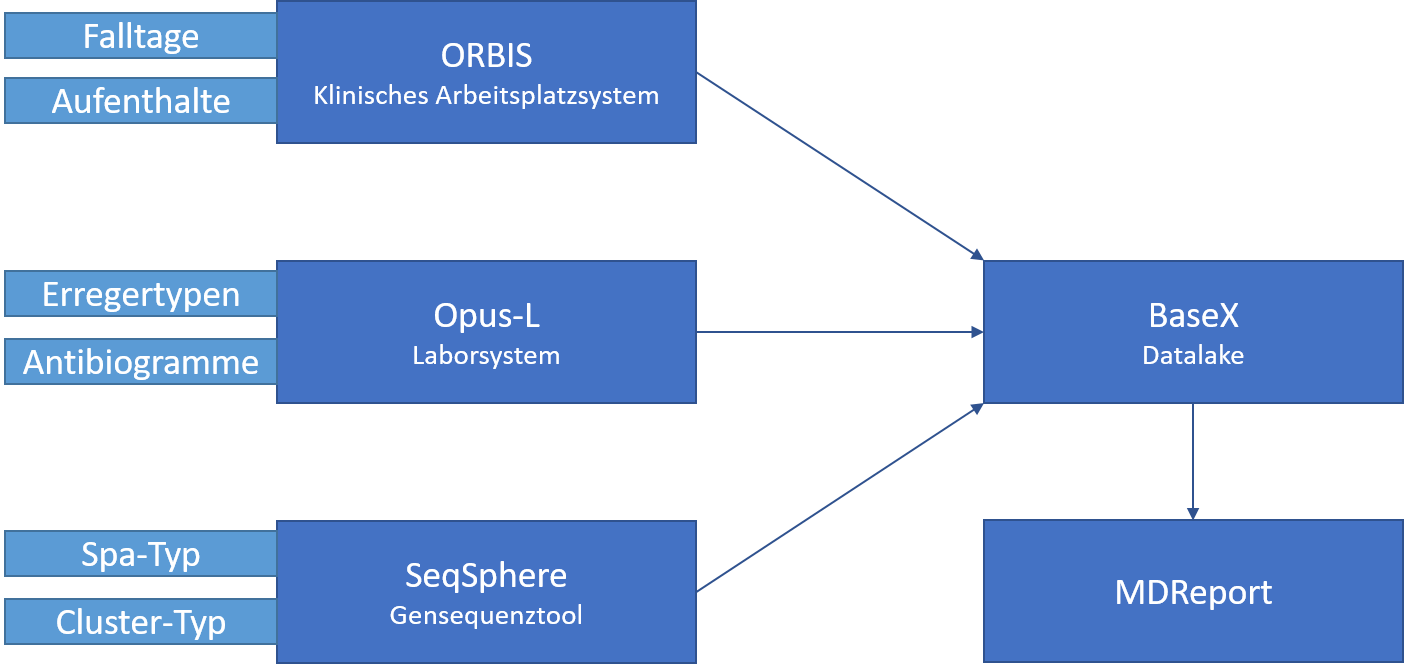 Falltage
Aufenthalte
ORBIS
Klinisches Arbeitsplatzsystem
Erregertypen
Antibiogramme
Opus-L
Laborsystem
BaseX
Datalake
Spa-Typ
Cluster-Typ
SeqSphere
Gensequenztool
MDReport